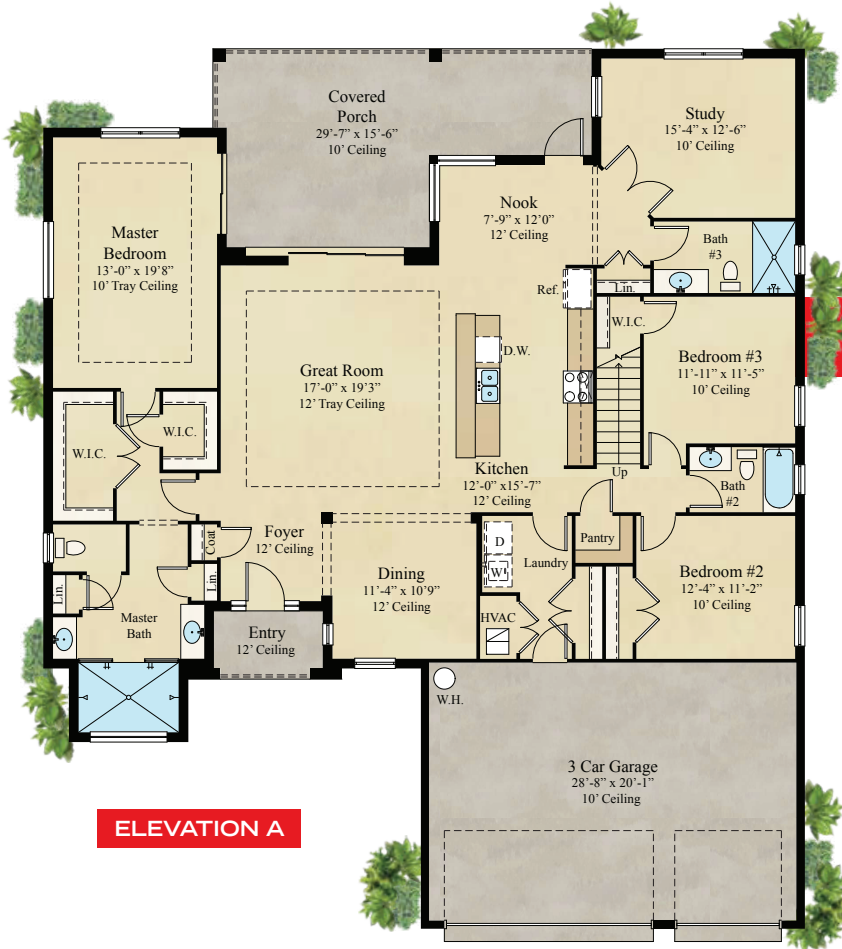 Covered
Porch
29’-7” x 15’-6”
10’ Ceiling
Study
15’-4” x 12’-6”
10’ Ceiling
Nook
7’-9” x 12’0”
12’ Ceiling
Master
Bedroom
13’-0” x 19’8”
10’ Tray Ceiling
Bath
#3
Ref.
Lin.
W.I.C.
D.W.
Bedroom #3
11’-11” x 11’-5”
10’ Ceiling
Great Room
17’-0” x 19’3”
12’ Tray Ceiling
W.I.C.
W.I.C.
Kitchen
12’-0” x15’-7”
12’ Ceiling
Up
Bath
#2
Coat
Foyer
12’ Ceiling
D
W
Laundry
Pantry
Lin.
Lin.
Dining
11’-4” x 10’9”
12’ Ceiling
Bedroom #2
12’-4” x 11’-2”
10’ Ceiling
Master
Bath
Entry
12’ Ceiling
HVAC
W.H.
3 Car Garage
28’-8” x 20’-1”
10’ Ceiling
ELEVATION A